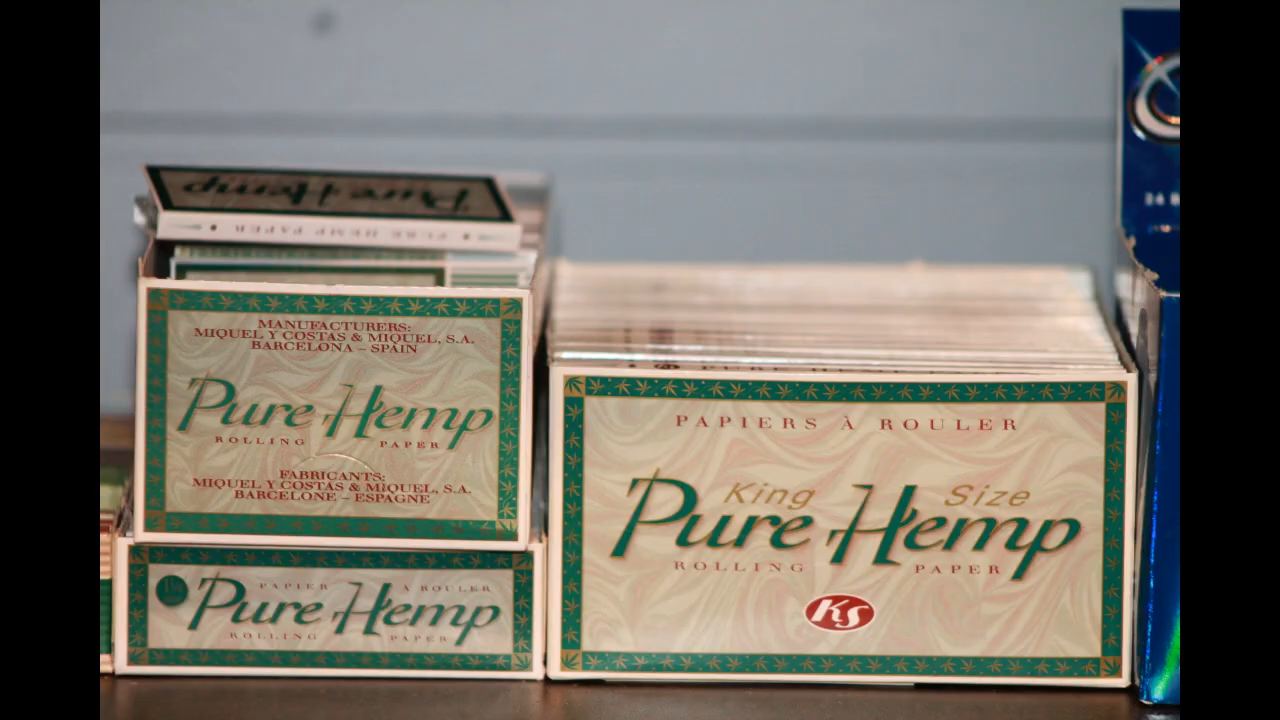 Pure Hemp
PURE HEMP PAPER
MANUFACTURERS:
MIQUEL Y COSTAS & MIQUEL, S.A.
BARCELONA – SPAIN
Pure Hemp
ROLLING PAPER
FABRICANTS:
MIQUEL Y COSTAS & MIQUEL, S.A.
BARCELONE – ESPAGNE
PAPIER À ROULER
Pure Hemp
ROLLING PAPER
PAPIERS À ROULER
King Size
Pure Hemp
ROLLING PAPER
KS